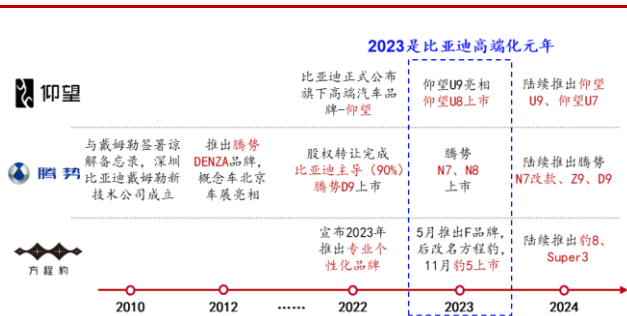 2023是比亚迪高端化元年
仰望
比亚迪正式公布
旗下高端汽车品
牌-仰望
仰望U9亮相
仰望U8上市
陆续推出仰望
U9、仰望U7
腾势
与戴姆勒签署谅
解备忘录，深圳
比亚迪戴姆勒新
技术公司成立
推出腾势
DENZA品牌，
概念车北京
车展亮相
股权转让完成
比亚迪主导（90%）
腾势D9上市
腾势
N7、N8
上市
陆续推出腾势
N7改款、Z9、D9
方程豹
宣布2023年
推出专业个
性化品牌
5月推出F品牌，
后改名方程豹，
11月豹5上市
陆续推出豹8、
Super3
2010
2012
……
2022
2023
2024